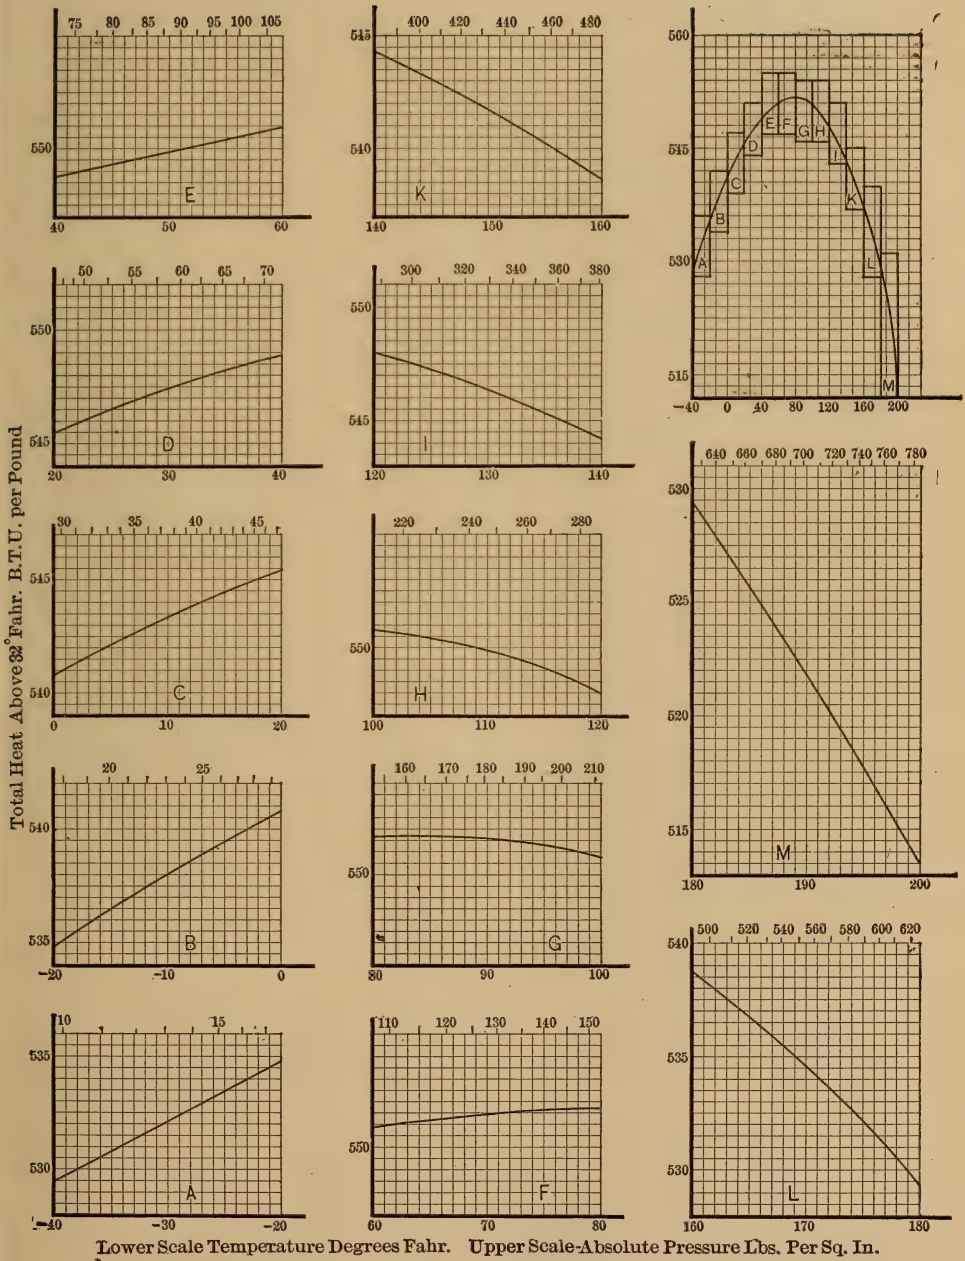 75 80 85 90 95 100 105
550
E
40 50 60
50 55 60 65 70
550
545
D
20 30 40
30 35 40 45
545
540
C
0 10 20
20 25
540
535
B
-20 -10 0
10 15
535
530
A
-40 -30 -20
400 420 440 460 480
545
540
K
140 150 160
300 320 340 360 380
550
545
I
120 130 140
220 240 260 280
550
H
100 110 120
160 170 180 190 200 210
550
G
80 90 100
110 120 130 140 150
550
F
60 70 80
560
545
530
515
A B C D E F G H I K L M
-40 0 40 80 120 160 200
640 660 680 700 720 740 760 780
530
525
520
515
M
180 190 200
500 520 540 560 580 600 620
540
535
530
L
160 170 180
Total Heat Above 32° Fahr. B.T.U. per Pound
Lower Scale Temperature Degrees Fahr. Upper Scale-Absolute Pressure Lbs. Per Sq. In.